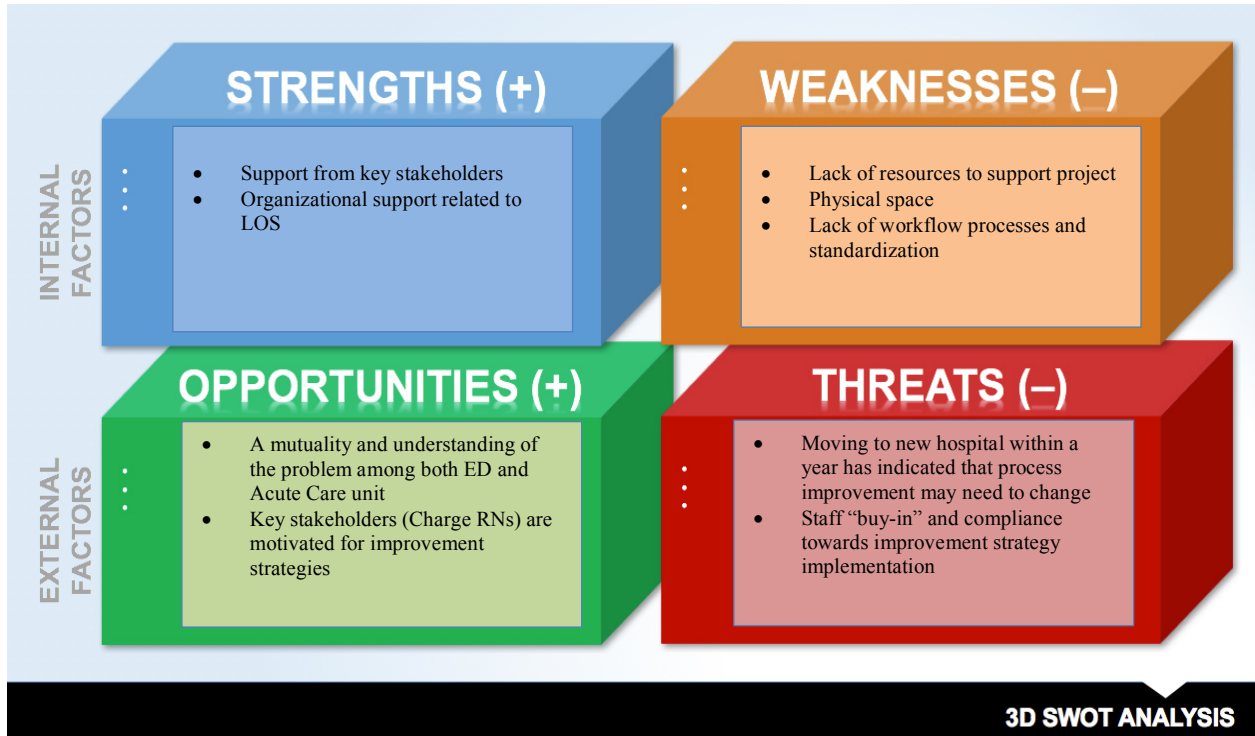 STRENGTHS (+)
• Support from key stakeholders
• Organizational support related to
LOS
WEAKNESSES (–)
• Lack of resources to support project
• Physical space
• Lack of workflow processes and
standardization
INTERNAL
FACTORS
OPPORTUNITIES (+)
• A mutuality and understanding of
the problem among both ED and
Acute Care unit
• Key stakeholders (Charge RNs) are
motivated for improvement
strategies
THREATS (–)
• Moving to new hospital within a
year has indicated that process
improvement may need to change
• Staff “buy-in” and compliance
towards improvement strategy
implementation
EXTERNAL
FACTORS
3D SWOT ANALYSIS